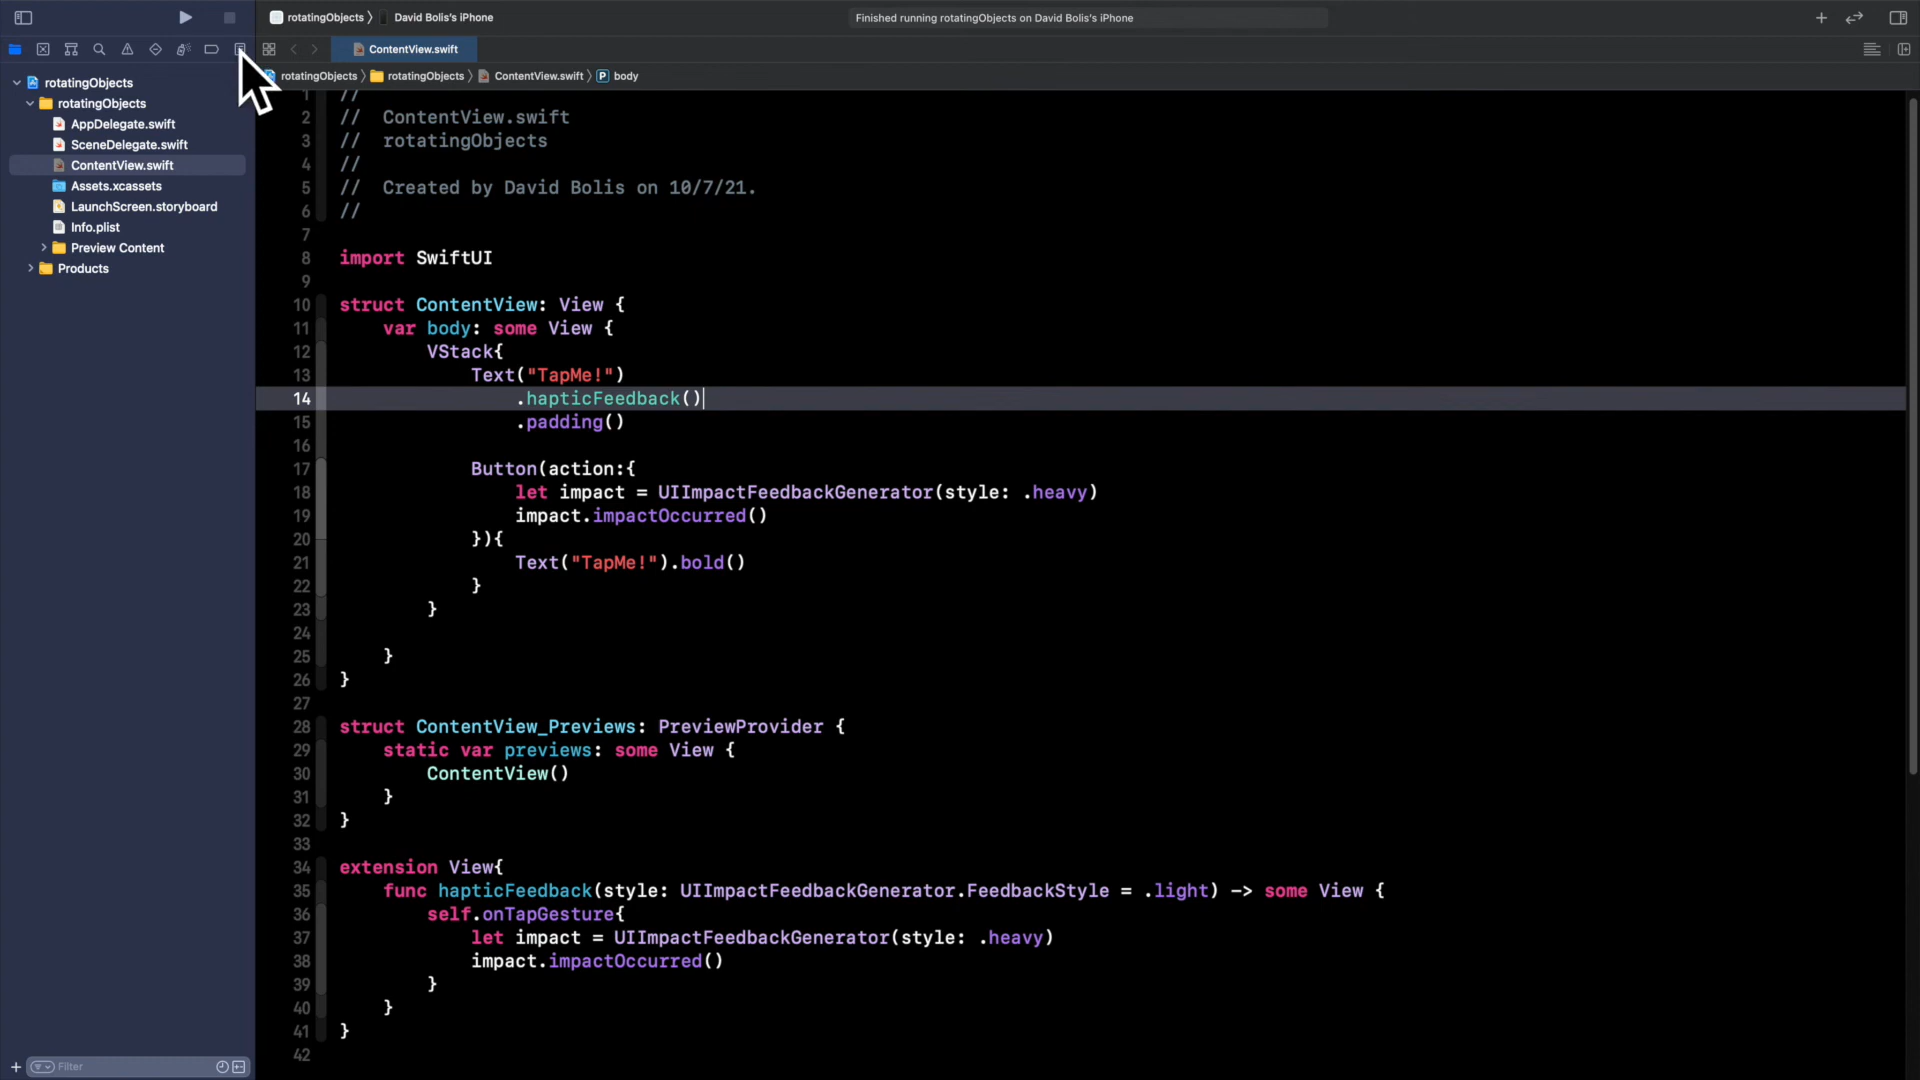 rotatingObjects 〉 David Bolis's iPhone
Finished running rotatingObjects on David Bolis's iPhone
ContentView.swift
rotatingObjects 〉 rotatingObjects 〉 ContentView.swift 〉 P body
rotatingObjects
rotatingObjects
AppDelegate.swift
SceneDelegate.swift
ContentView.swift
Assets.xcassets
LaunchScreen.storyboard
Info.plist
Preview Content
Products
Filter
1 //
2 //  ContentView.swift
3 //  rotatingObjects
4 //
5 //  Created by David Bolis on 10/7/21.
6 //
7
8 import SwiftUI
9
10 struct ContentView: View {
11     var body: some View {
12         VStack{
13             Text("TapMe!")
14                 .hapticFeedback()
15                 .padding()
16
17             Button(action:{
18                 let impact = UIImpactFeedbackGenerator(style: .heavy)
19                 impact.impactOccurred()
20             }){
21                 Text("TapMe!").bold()
22             }
23         }
24
25     }
26 }
27
28 struct ContentView_Previews: PreviewProvider {
29     static var previews: some View {
30         ContentView()
31     }
32 }
33
34 extension View{
35     func hapticFeedback(style: UIImpactFeedbackGenerator.FeedbackStyle = .light) -> some View {
36         self.onTapGesture{
37             let impact = UIImpactFeedbackGenerator(style: .heavy)
38             impact.impactOccurred()
39         }
40     }
41 }
42